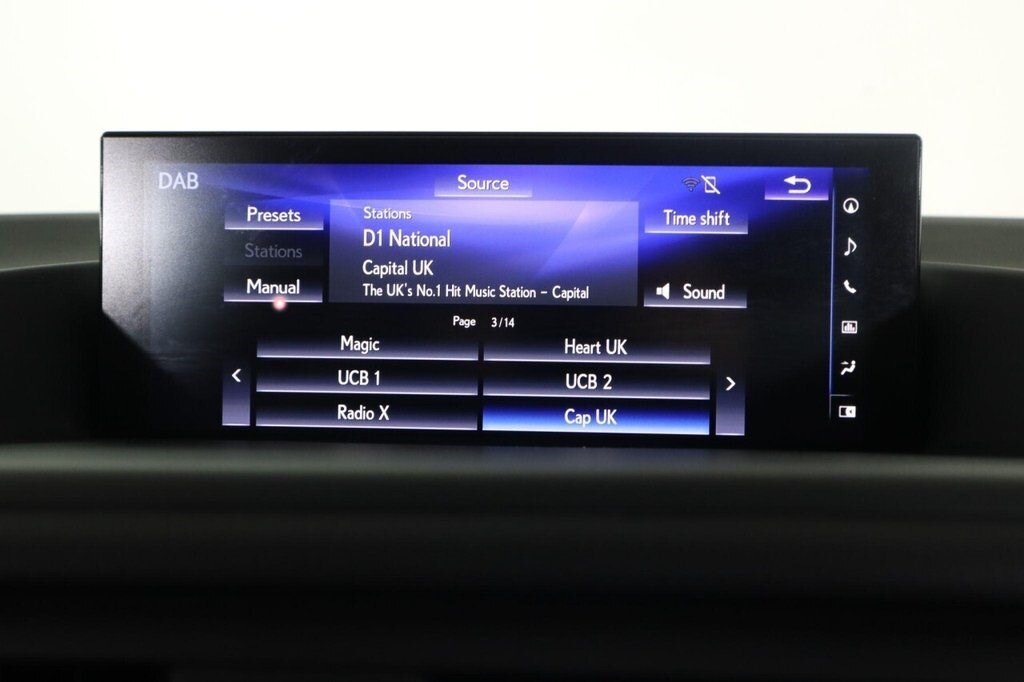 DAB
Source
Presets
Stations
Manual
Stations
D1 National
Capital UK
The UK's No.1 Hit Music Station – Capital
Time shift
Sound
Page 3/14
Magic
Heart UK
UCB 1
UCB 2
Radio X
Cap UK